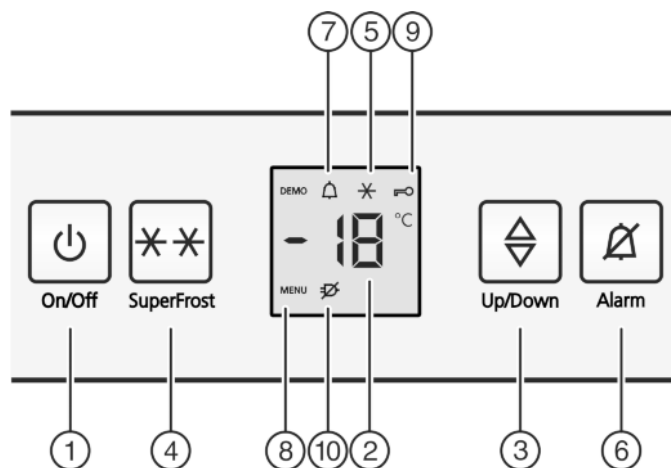 7 5 9
DEMO
°C
-18
MENU
On/Off SuperFrost Up/Down Alarm
1 4 8 10 2 3 6